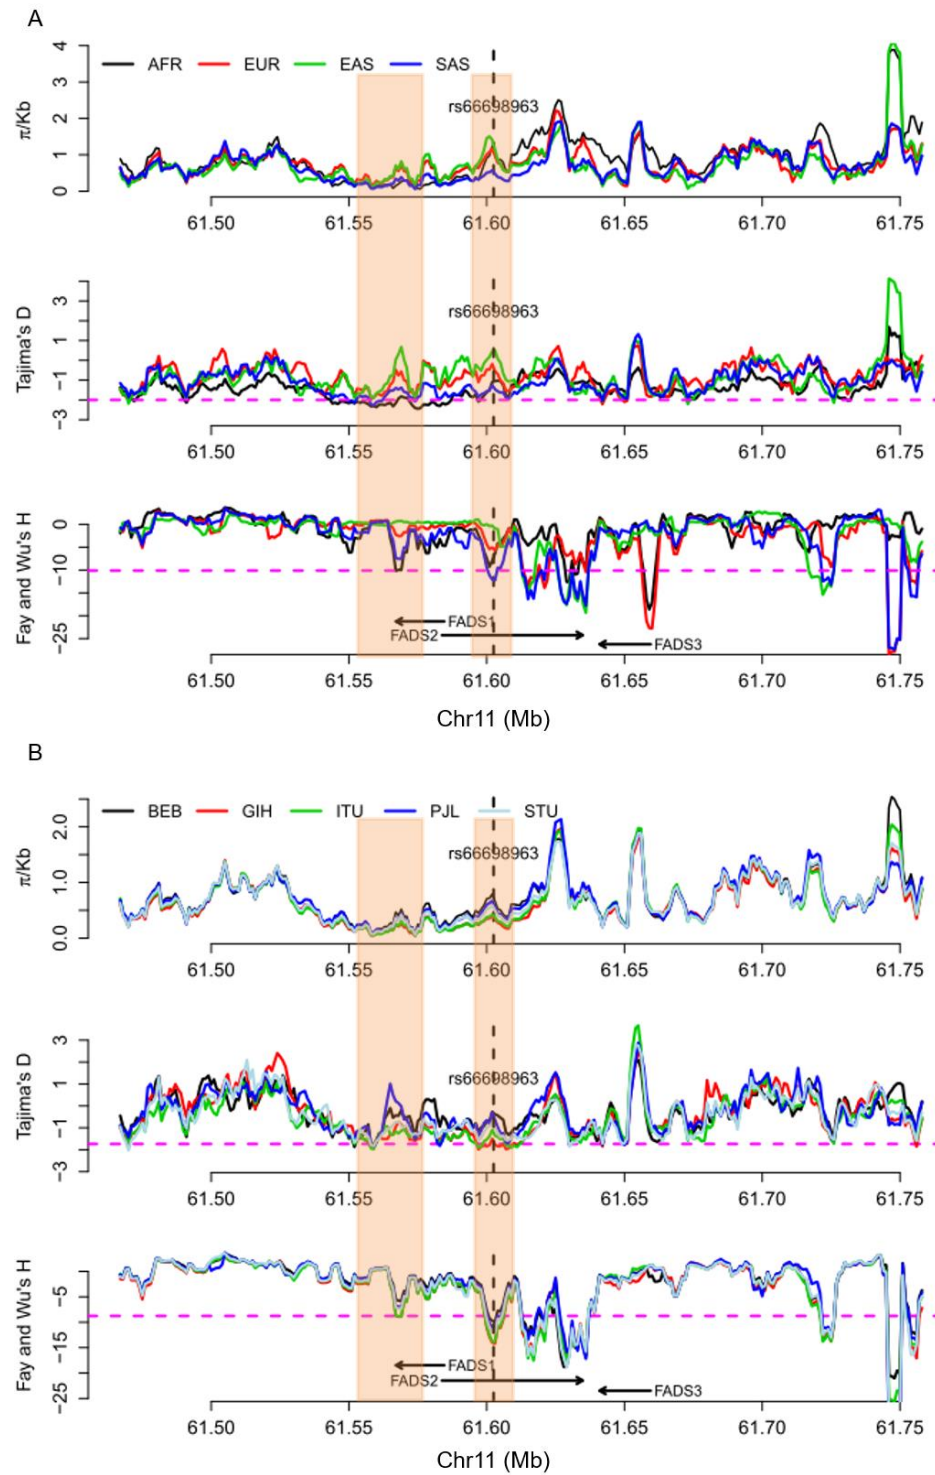 A
AFR EUR EAS SAS
π/Kb
4
3
2
1
0
rs66698963
61.50 61.55 61.60 61.65 61.70 61.75
Tajima's D
3
1
−1
−3
rs66698963
61.50 61.55 61.60 61.65 61.70 61.75
Fay and Wu's H
0
−10
−25
FADS1
FADS2
FADS3
61.50 61.55 61.60 61.65 61.70 61.75
Chr11 (Mb)
B
BEB GIH ITU PJL STU
π/Kb
2.0
1.0
0.0
rs66698963
61.50 61.55 61.60 61.65 61.70 61.75
Tajima's D
3
1
−1
−3
rs66698963
61.50 61.55 61.60 61.65 61.70 61.75
Fay and Wu's H
−5
−15
−25
FADS1
FADS2
FADS3
61.50 61.55 61.60 61.65 61.70 61.75
Chr11 (Mb)